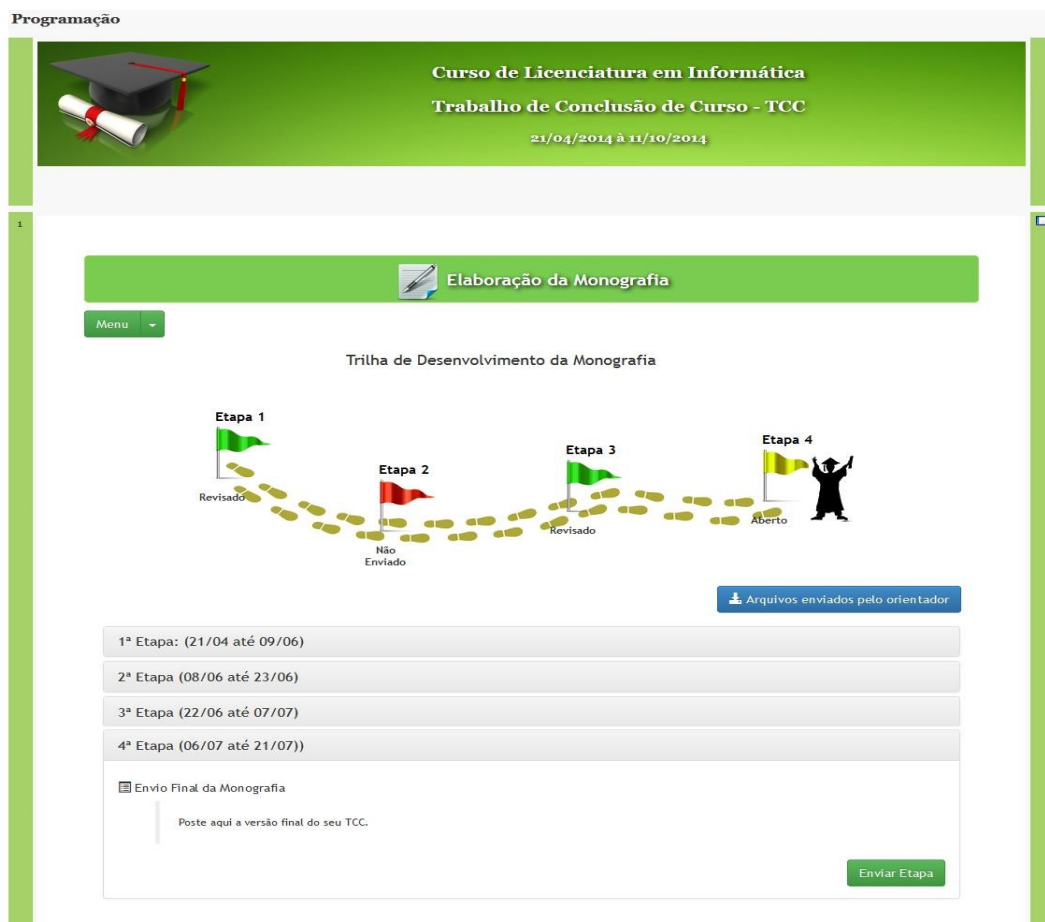 Programação
Curso de Licenciatura em Informática
Trabalho de Conclusão de Curso - TCC
21/04/2014 à 11/10/2014
1
Elaboração da Monografia
Menu
Trilha de Desenvolvimento da Monografia
Etapa 1
Revisado
Etapa 2
Não
Enviado
Etapa 3
Revisado
Etapa 4
Aberto
Arquivos enviados pelo orientador
1ª Etapa: (21/04 até 09/06)
2ª Etapa (08/06 até 23/06)
3ª Etapa (22/06 até 07/07)
4ª Etapa (06/07 até 21/07))
Envio Final da Monografia
Poste aqui a versão final do seu TCC.
Enviar Etapa